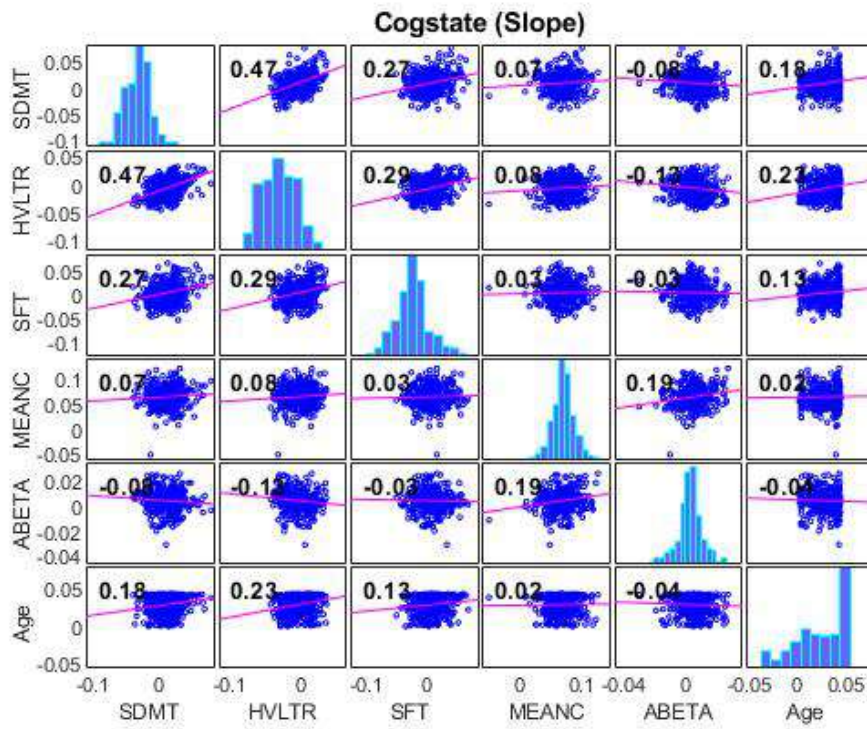 Cogstate (Slope)
SDMT
0.05
0
-0.05
-0.1
0.47 0.27 0.07 -0.08 0.18
HVLTR
0.05
0
-0.05
-0.1
0.47 0.29 0.08 -0.13 0.23
SFT
0.05
0
-0.05
-0.1
0.27 0.29 0.03 -0.03 0.13
MEANC
0.1
0.05
0
-0.05
0.07 0.08 0.03 0.19 0.02
ABETA
0.02
0
-0.02
-0.04
-0.08 -0.13 -0.03 0.19 -0.04
Age
0.05
0
-0.05
0.18 0.23 0.13 0.02 -0.04
-0.1 0 -0.1 0 -0.1 0 0 0.1 -0.04 0 -0.05 0 0.05
SDMT HVLTR SFT MEANC ABETA Age